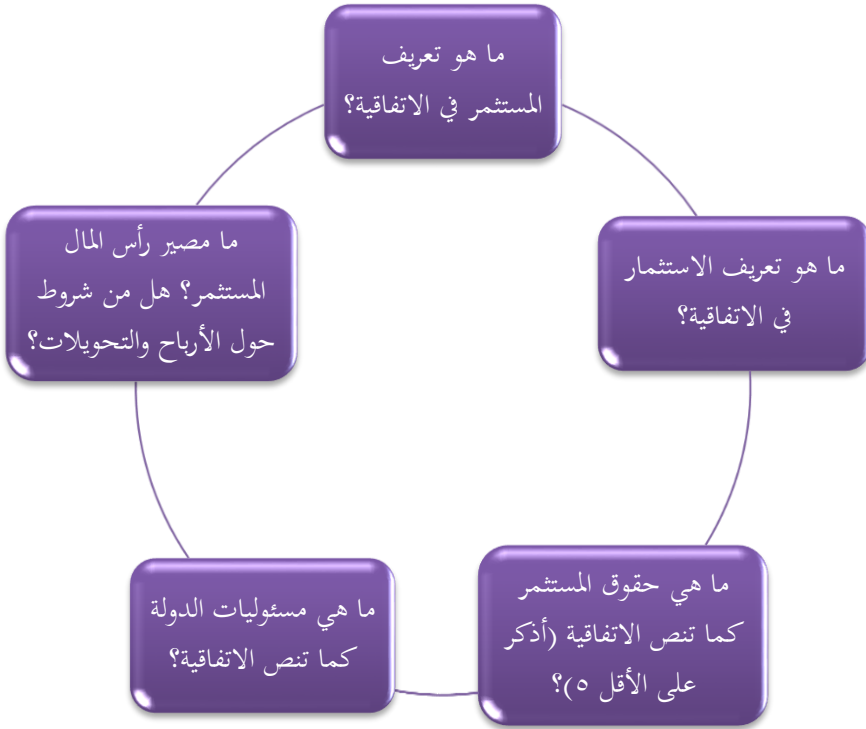 ما هو تعريف
المستثمر في الاتفاقية؟
ما هو تعريف الاستثمار
في الاتفاقية؟
ما هي حقوق المستثمر
كما تنص الاتفاقية (أذكر
على الأقل ٥)؟
ما هي مسئوليات الدولة
كما تنص الاتفاقية؟
ما مصير رأس المال
المستثمر؟ هل من شروط
حول الأرباح والتحويلات؟